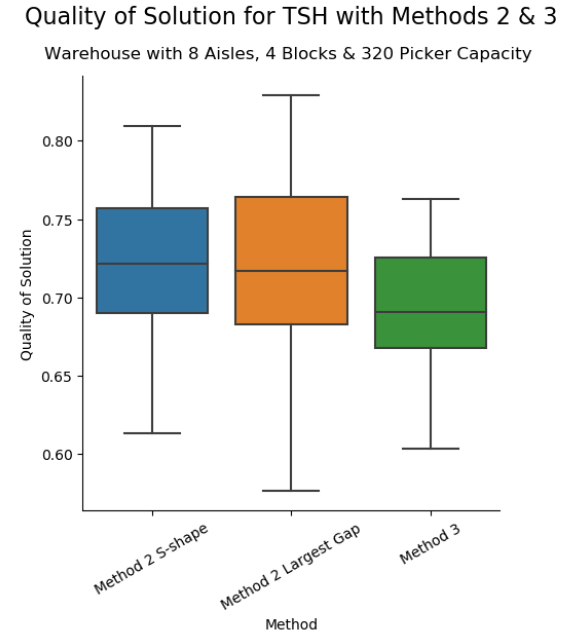 Quality of Solution for TSH with Methods 2 & 3
Warehouse with 8 Aisles, 4 Blocks & 320 Picker Capacity
0.80
0.75
0.70
0.65
0.60
Quality of Solution
Method 2 S-shape
Method 2 Largest Gap
Method 3
Method